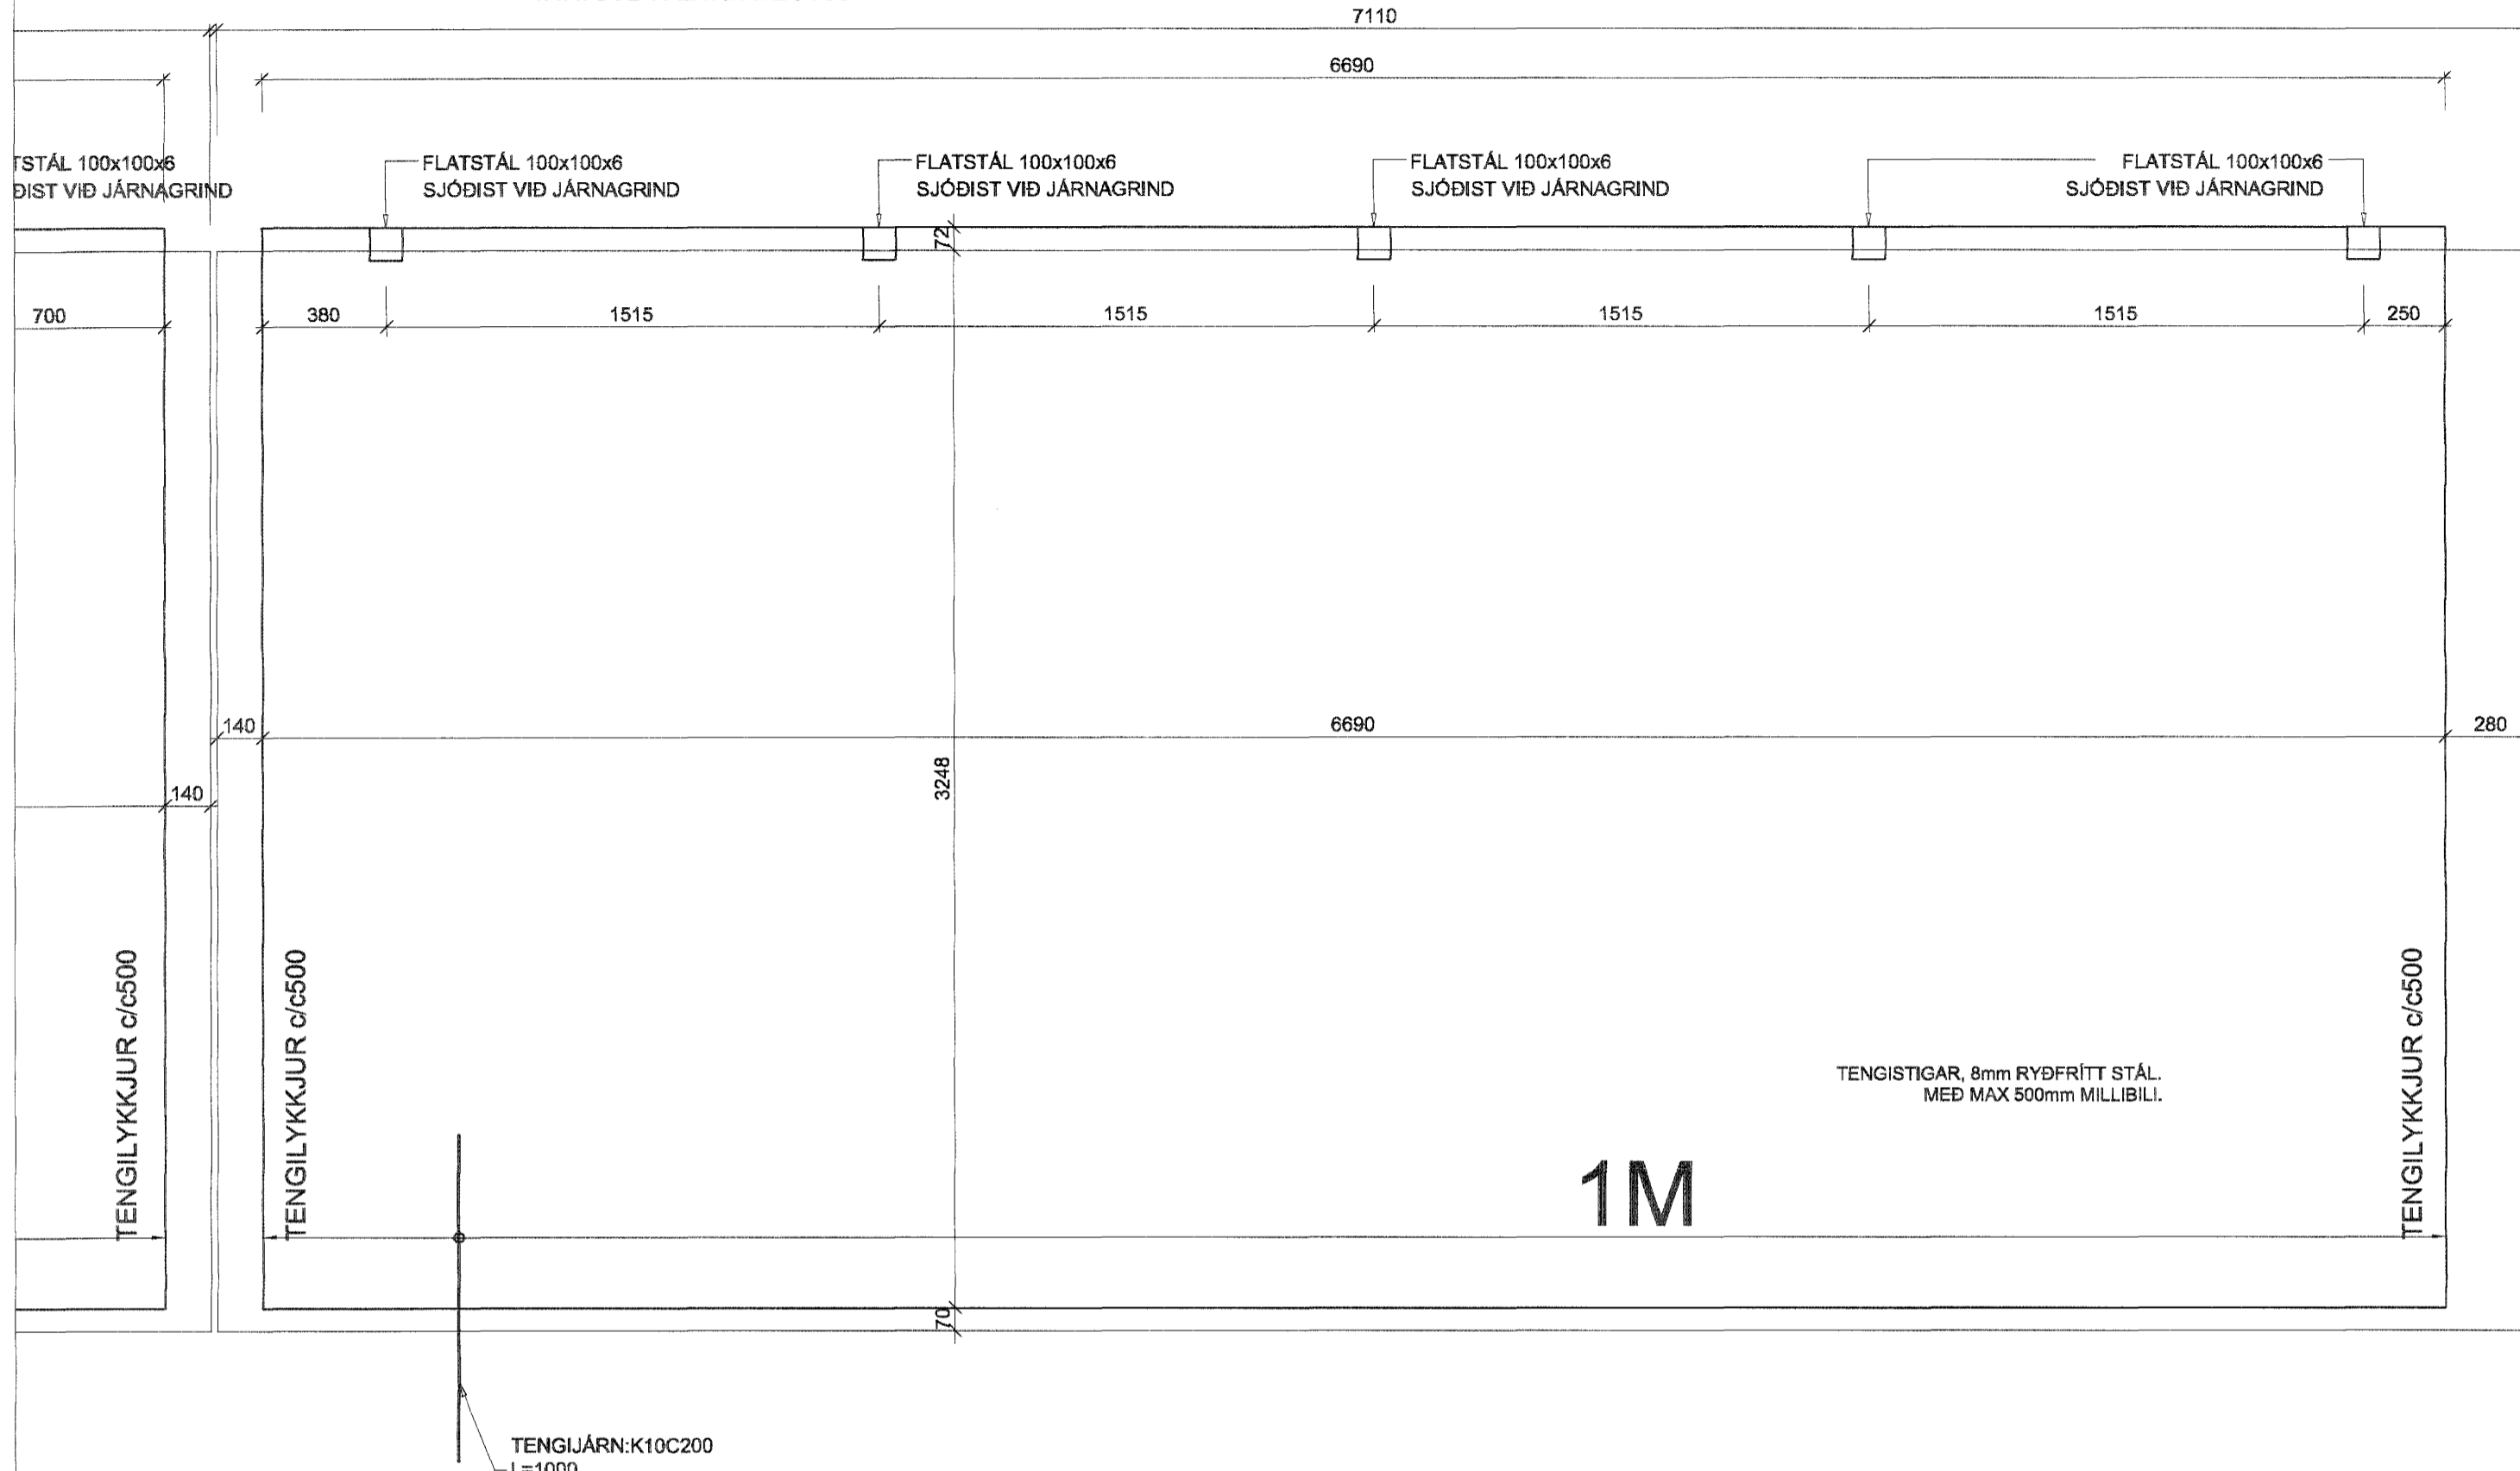 7110
6690
TSTÁL 100x100x6
ÐIST VIÐ JÁRNAGRIND
FLATSTÁL 100x100x6
SJÓÐIST VIÐ JÁRNAGRIND
FLATSTÁL 100x100x6
SJÓÐIST VIÐ JÁRNAGRIND
FLATSTÁL 100x100x6
SJÓÐIST VIÐ JÁRNAGRIND
FLATSTÁL 100x100x6
SJÓÐIST VIÐ JÁRNAGRIND
72
700
380
1515
1515
1515
1515
250
140
6690
280
3248
140
TENGILYKKJUR c/c500
TENGILYKKJUR c/c500
TENGILYKKJUR c/c500
TENGISTIGAR, 8mm RYÐFRÍTT STÁL.
MEÐ MAX 500mm MILLIBILI.
1M
70
TENGIJÁRN:K10C200
L=1000